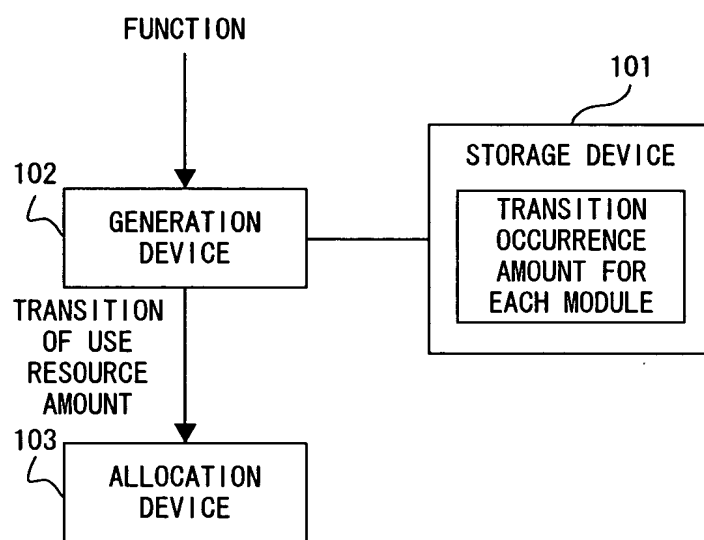 FUNCTION
101
STORAGE DEVICE
TRANSITION
OCCURRENCE
AMOUNT FOR
EACH MODULE
102
GENERATION
DEVICE
TRANSITION
OF USE
RESOURCE
AMOUNT
103
ALLOCATION
DEVICE